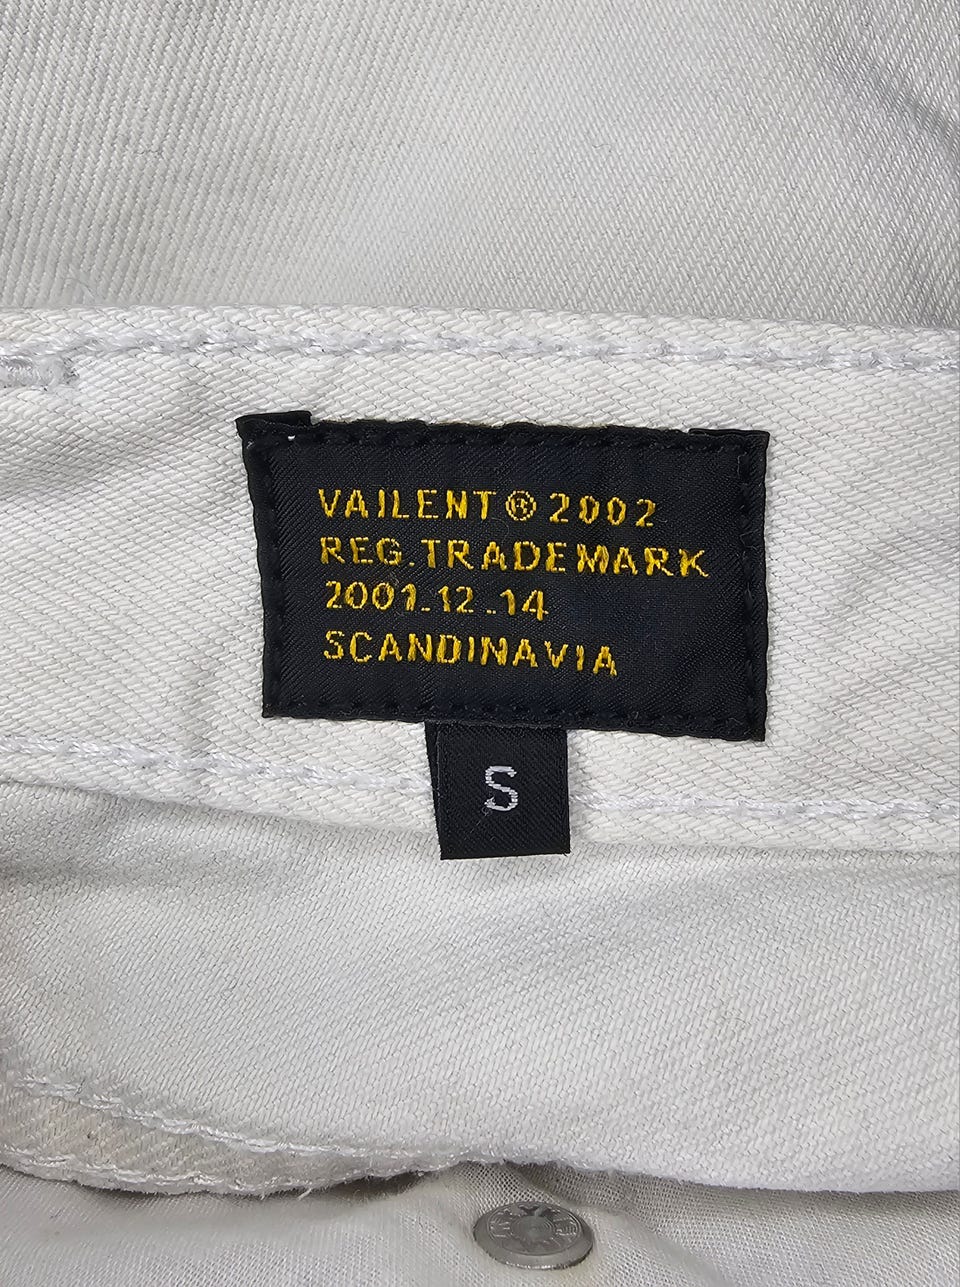 VAILENT® 2002
REG.TRADEMARK
2001.12.14
SCANDINAVIA
S